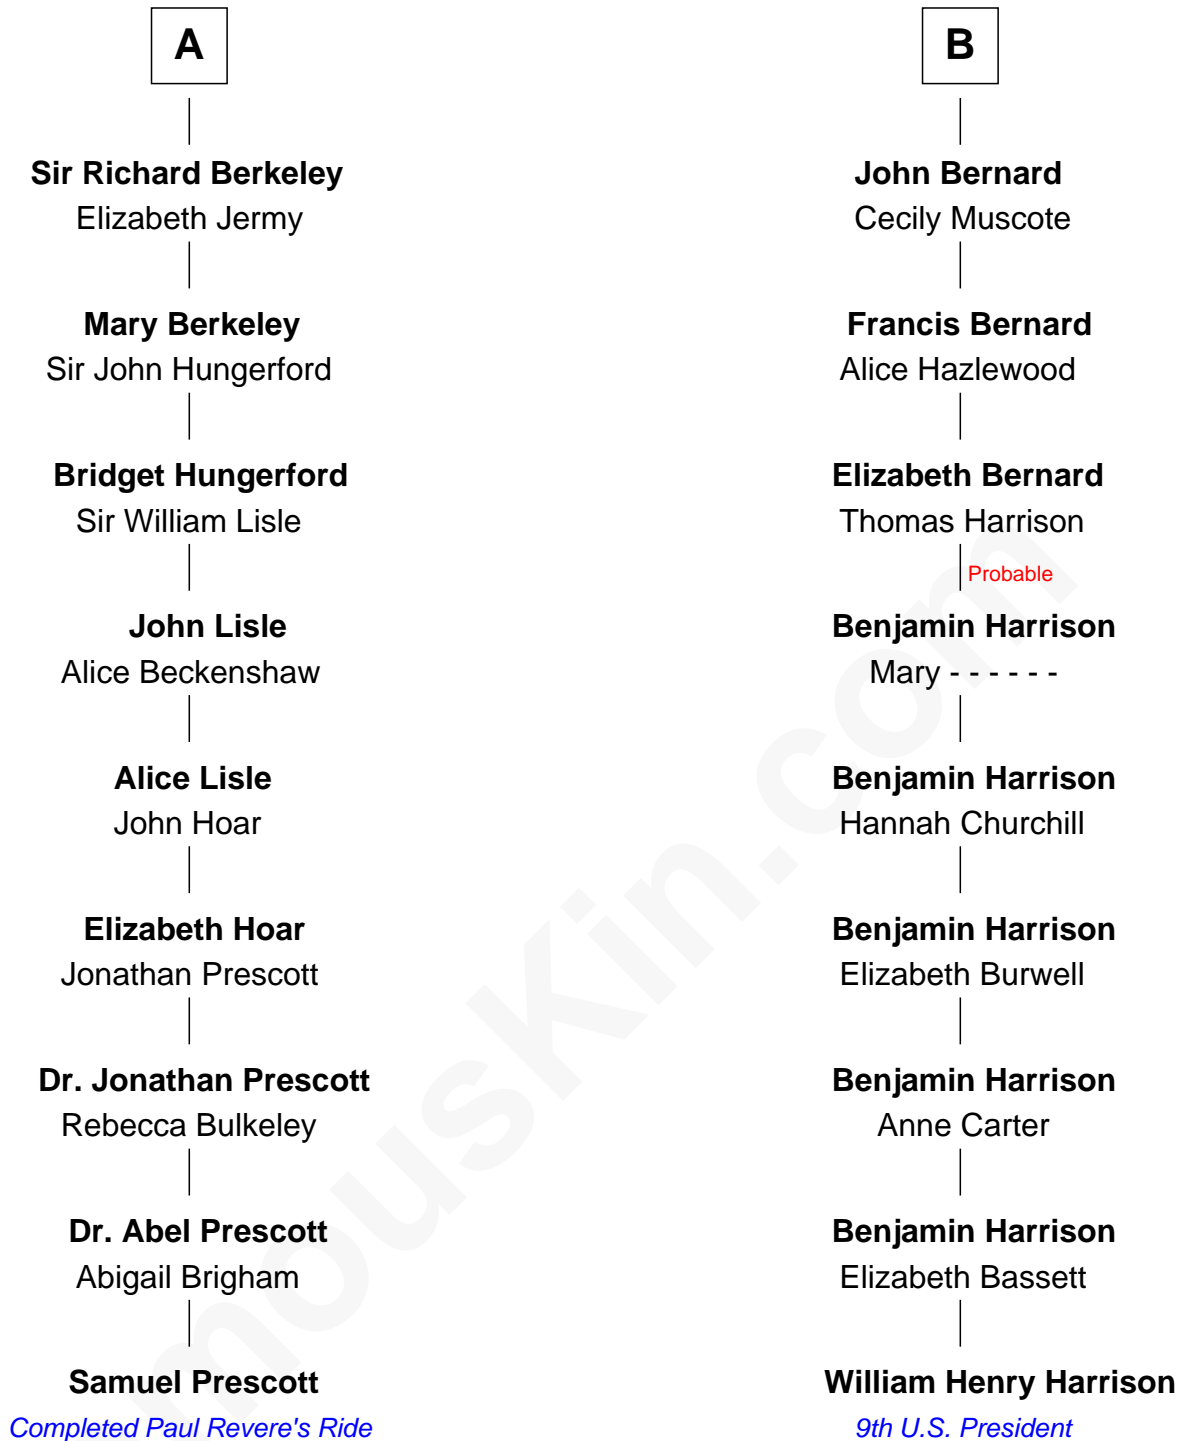 A
B
Sir Richard Berkeley
Elizabeth Jermy
John Bernard
Cecily Muscote
Mary Berkeley
Sir John Hungerford
Francis Bernard
Alice Hazlewood
Bridget Hungerford
Sir William Lisle
Elizabeth Bernard
Thomas Harrison
Probable
John Lisle
Alice Beckenshaw
Benjamin Harrison
Mary - - - - - -
Alice Lisle
John Hoar
Benjamin Harrison
Hannah Churchill
Elizabeth Hoar
Jonathan Prescott
Benjamin Harrison
Elizabeth Burwell
Dr. Jonathan Prescott
Rebecca Bulkeley
Benjamin Harrison
Anne Carter
Dr. Abel Prescott
Abigail Brigham
Benjamin Harrison
Elizabeth Bassett
Samuel Prescott
Completed Paul Revere's Ride
William Henry Harrison
9th U.S. President
mousKin.com